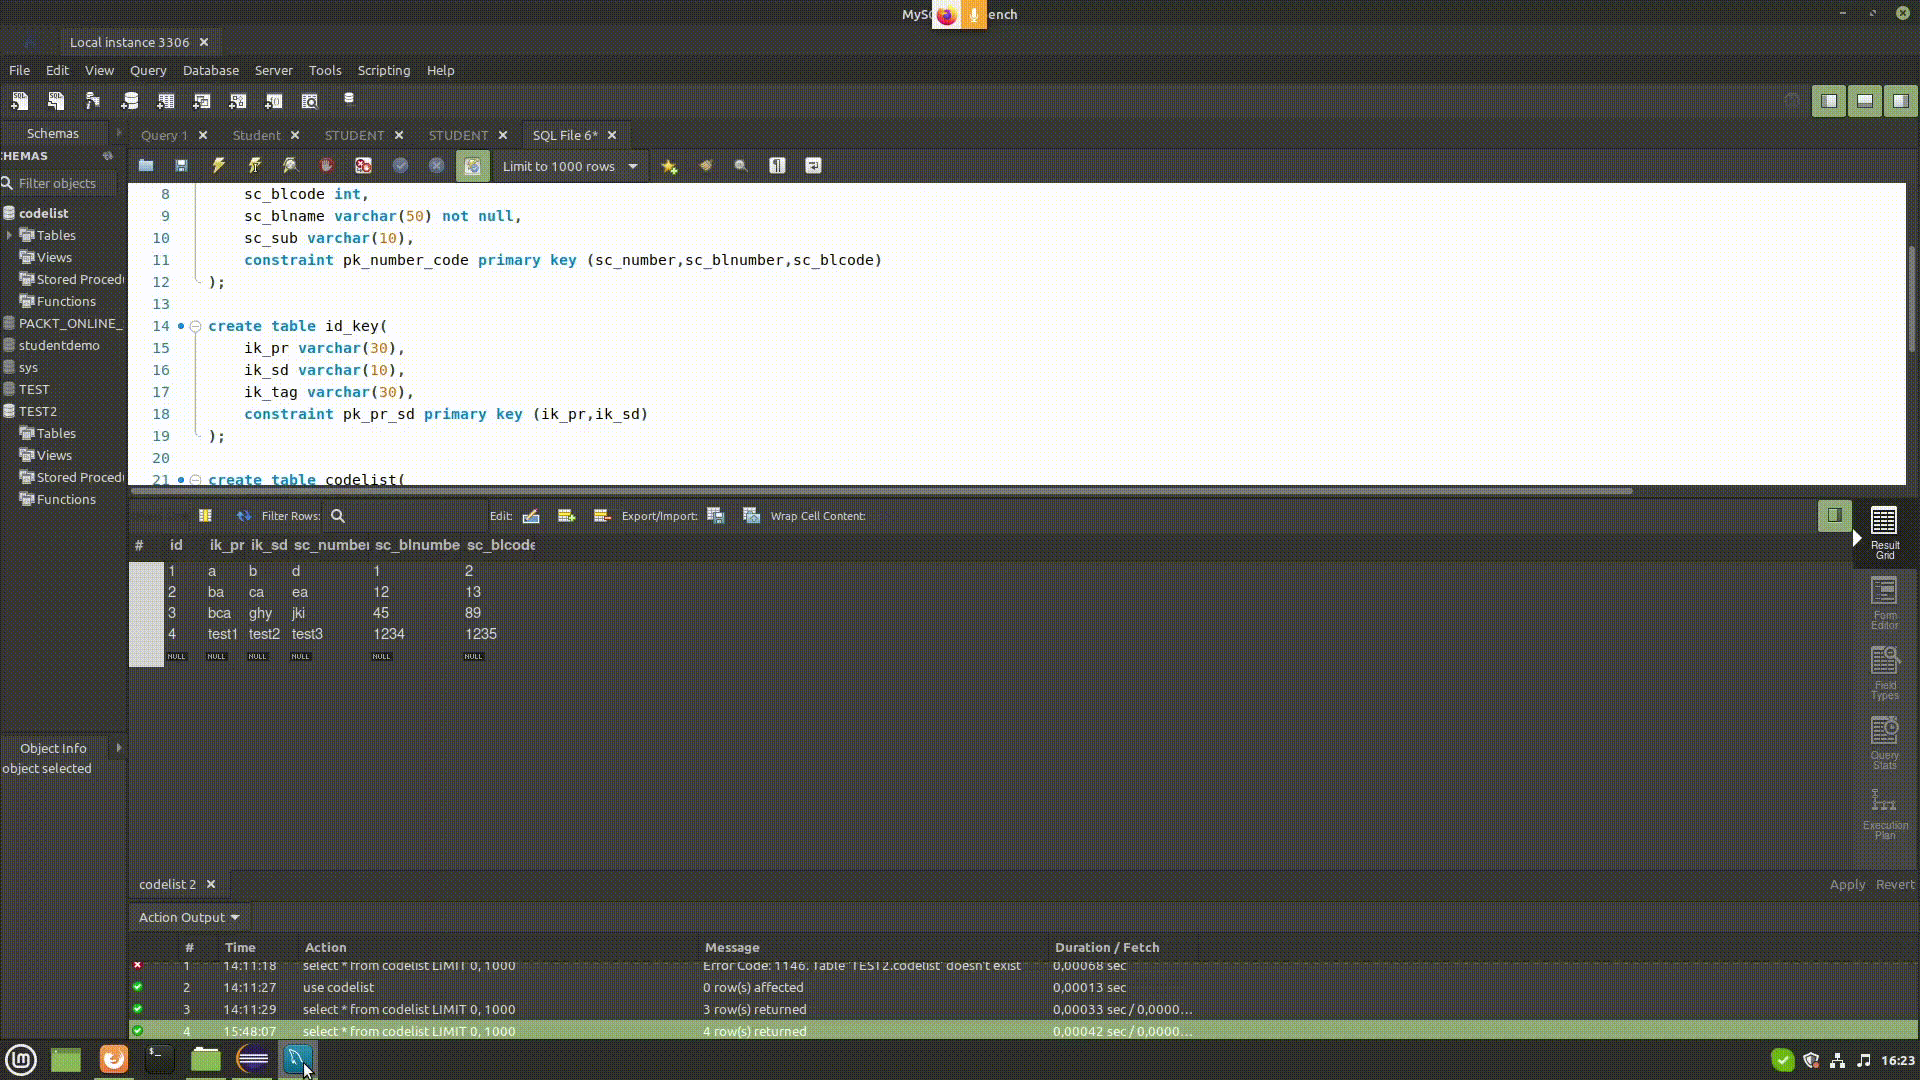 MySQ ench
Local instance 3306
File Edit View Query Database Server Tools Scripting Help
Schemas
Query 1 Student STUDENT STUDENT SQL File 6*
CHEMAS
Limit to 1000 rows
Filter objects
codelist
Tables
Views
Stored Procedu
Functions
PACKT_ONLINE_
studentdemo
sys
TEST
TEST2
Tables
Views
Stored Procedu
Functions
8 sc_blcode int,
9 sc_blname varchar(50) not null,
10 sc_sub varchar(10),
11 constraint pk_number_code primary key (sc_number,sc_blnumber,sc_blcode)
12 );
13
14 create table id_key(
15 ik_pr varchar(30),
16 ik_sd varchar(10),
17 ik_tag varchar(30),
18 constraint pk_pr_sd primary key (ik_pr,ik_sd)
19 );
20
21 create table codelist(
Filter Rows: Edit: Export/Import: Wrap Cell Content:
# id ik_pr ik_sd sc_number sc_blnumbe sc_blcode
1 a b d 1 2
2 ba ca ea 12 13
3 bca ghy jki 45 89
4 test1 test2 test3 1234 1235
NULL NULL NULL NULL NULL NULL
Result
Grid
Form
Editor
Field
Types
Query
Stats
Execution
Plan
Object Info
object selected
codelist 2
Apply Revert
Action Output
# Time Action Message Duration / Fetch
1 14:11:18 select * from codelist LIMIT 0, 1000 Error Code: 1146. Table 'TEST2.codelist' doesn't exist 0,00068 sec
2 14:11:27 use codelist 0 row(s) affected 0,00013 sec
3 14:11:29 select * from codelist LIMIT 0, 1000 3 row(s) returned 0,00033 sec / 0,0000...
4 15:48:07 select * from codelist LIMIT 0, 1000 4 row(s) returned 0,00042 sec / 0,0000...
16:23